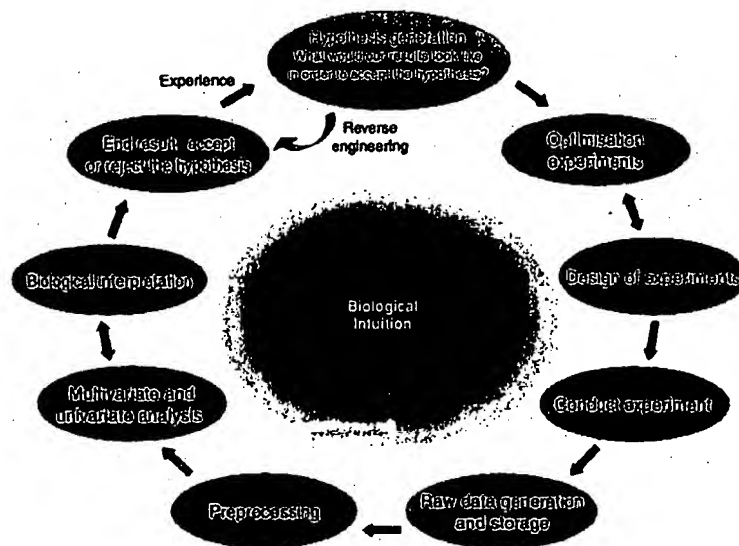 Hypothesis generation
What would our results look like
in order to accept the hypothesis?
Experience
Reverse
engineering
End result accept
or reject the hypothesis
Optimisation
experiments
Biological interpretation
Design of experiments
Biological
Intuition
Multivariate and
univariate analysis
Conduct experiment
Preprocessing
Raw data generation
and storage